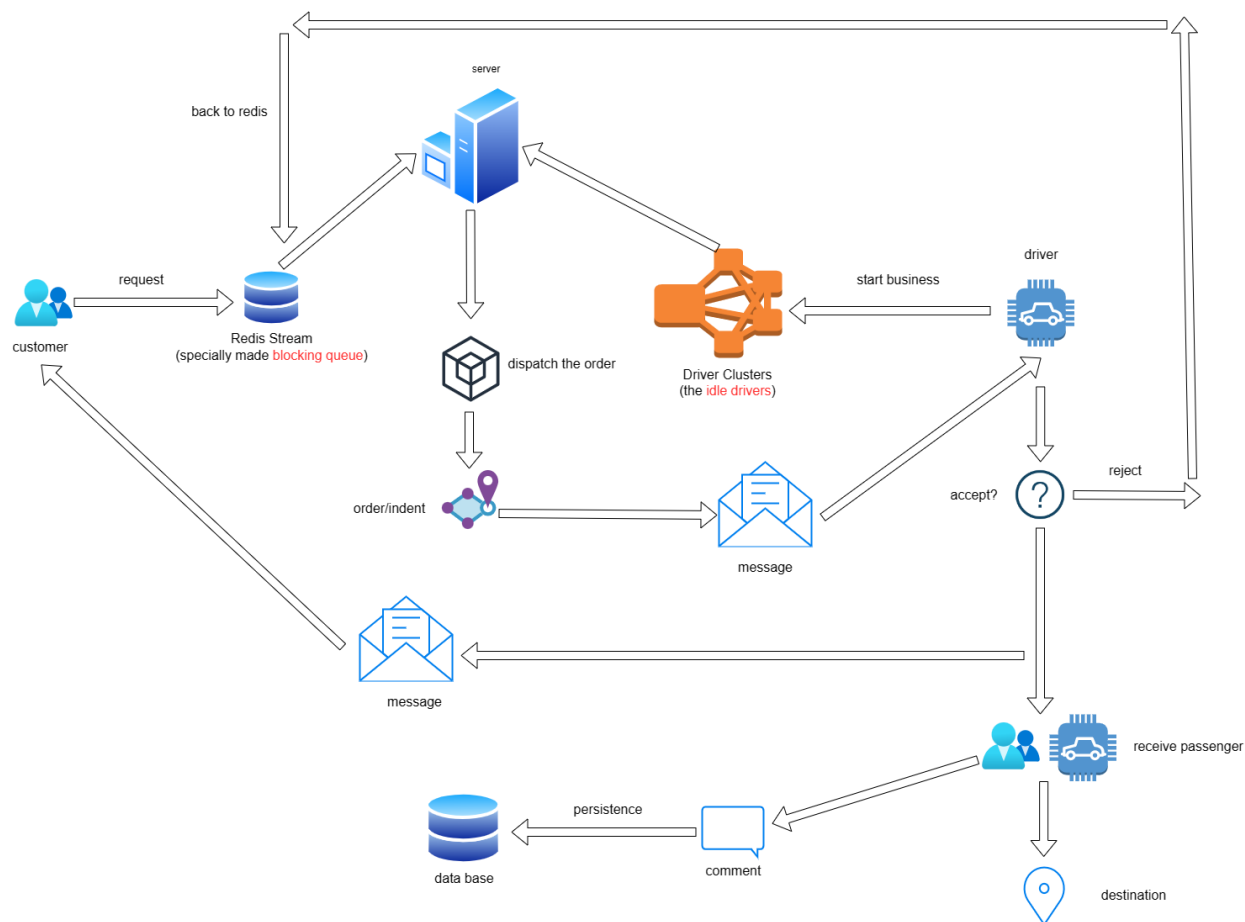 server
back to redis
request
customer
Redis Stream
(specially made blocking queue)
dispatch the order
start business
driver
Driver Clusters
(the idle drivers)
order/indent
message
accept?
reject
message
receive passenger
persistence
data base
comment
destination